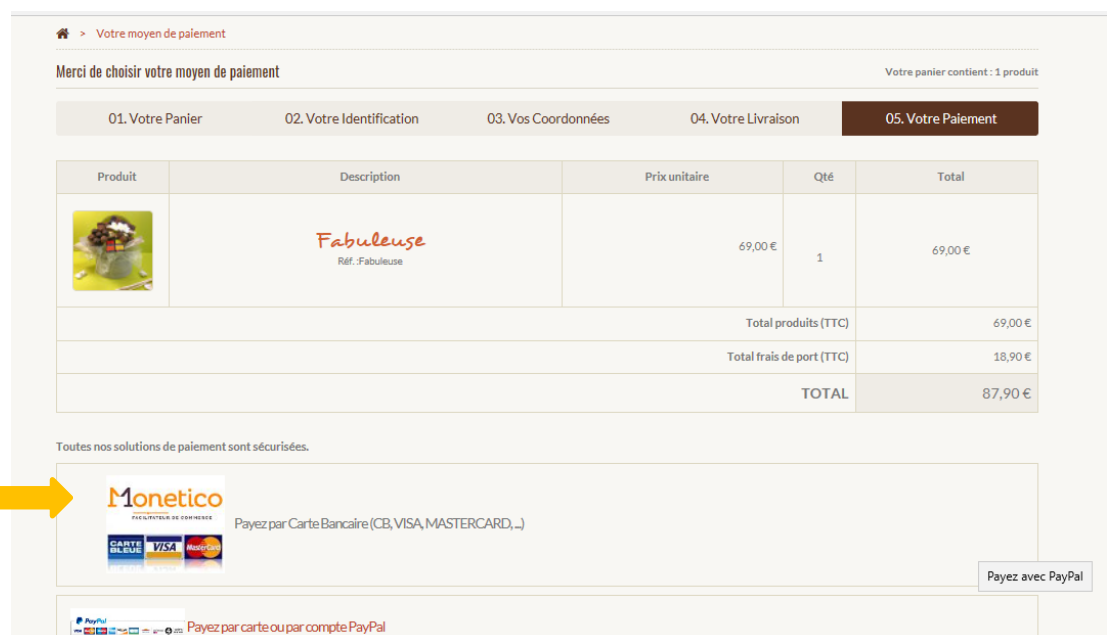 > Votre moyen de paiement
Merci de choisir votre moyen de paiement
Votre panier contient : 1 produit
01. Votre Panier
02. Votre Identification
03. Vos Coordonnées
04. Votre Livraison
05. Votre Paiement
Produit
Description
Prix unitaire
Qté
Total
Fabuleuse
Réf. :Fabuleuse
69,00 €
1
69,00 €
Total produits (TTC)
69,00 €
Total frais de port (TTC)
18,90 €
TOTAL
87,90 €
Toutes nos solutions de paiement sont sécurisées.
Monetico
FACILITATEUR DE COMMERCE
CARTE BLEUE
VISA
MasterCard
Payez par Carte Bancaire (CB, VISA, MASTERCARD, ...)
Payez avec PayPal
PayPal
Payez par carte ou par compte PayPal